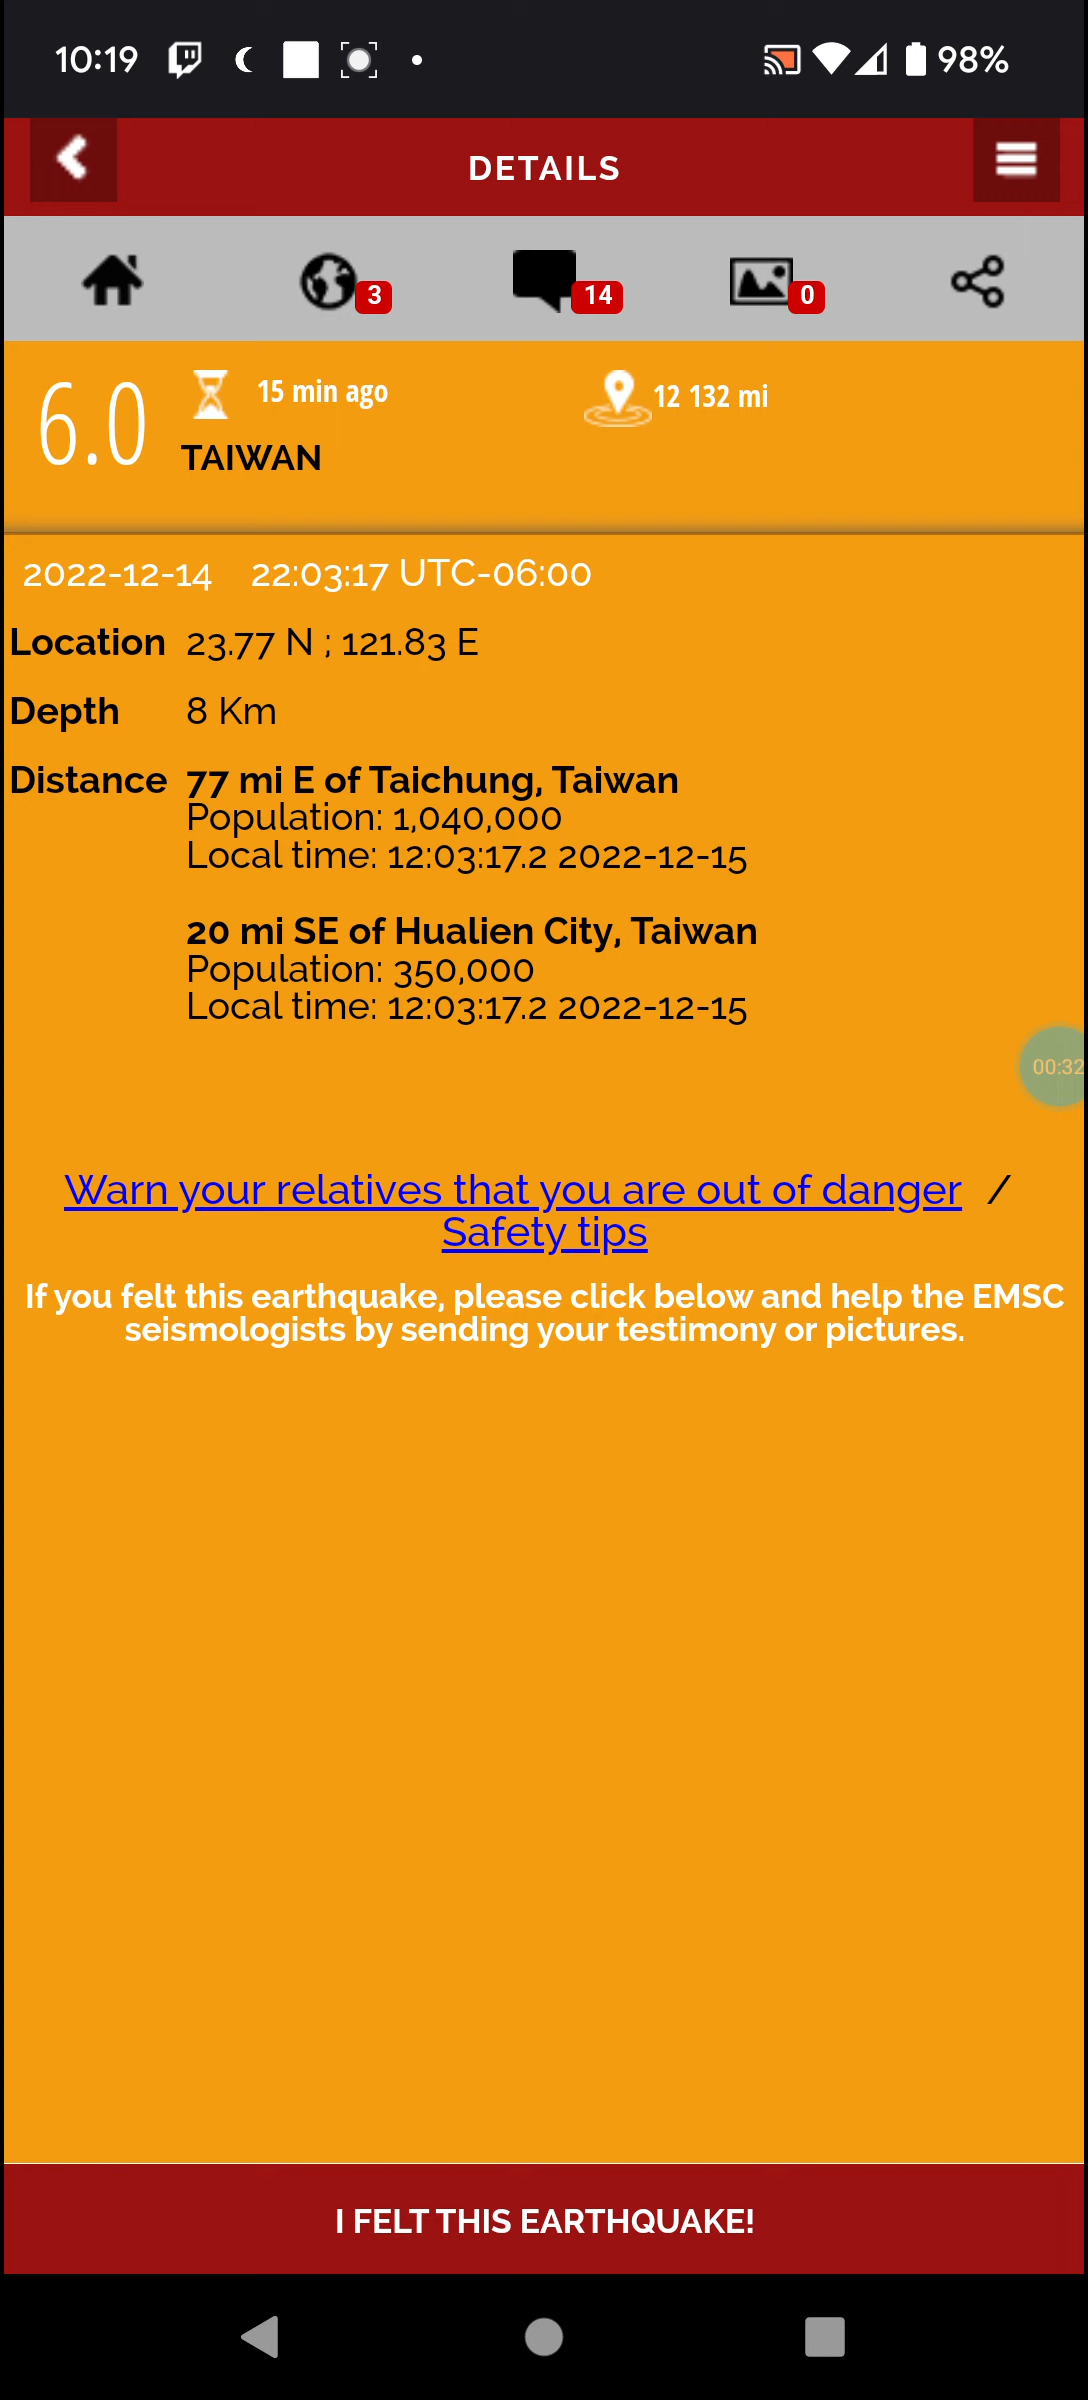 10:19 98%
DETAILS
3 14 0
6.0 15 min ago 12 132 mi
TAIWAN
2022-12-14 22:03:17 UTC-06:00
Location 23.77 N ; 121.83 E
Depth 8 Km
Distance 77 mi E of Taichung, Taiwan
Population: 1,040,000
Local time: 12:03:17.2 2022-12-15
20 mi SE of Hualien City, Taiwan
Population: 350,000
Local time: 12:03:17.2 2022-12-15
00:32
Warn your relatives that you are out of danger /
Safety tips
If you felt this earthquake, please click below and help the EMSC
seismologists by sending your testimony or pictures.
I FELT THIS EARTHQUAKE!